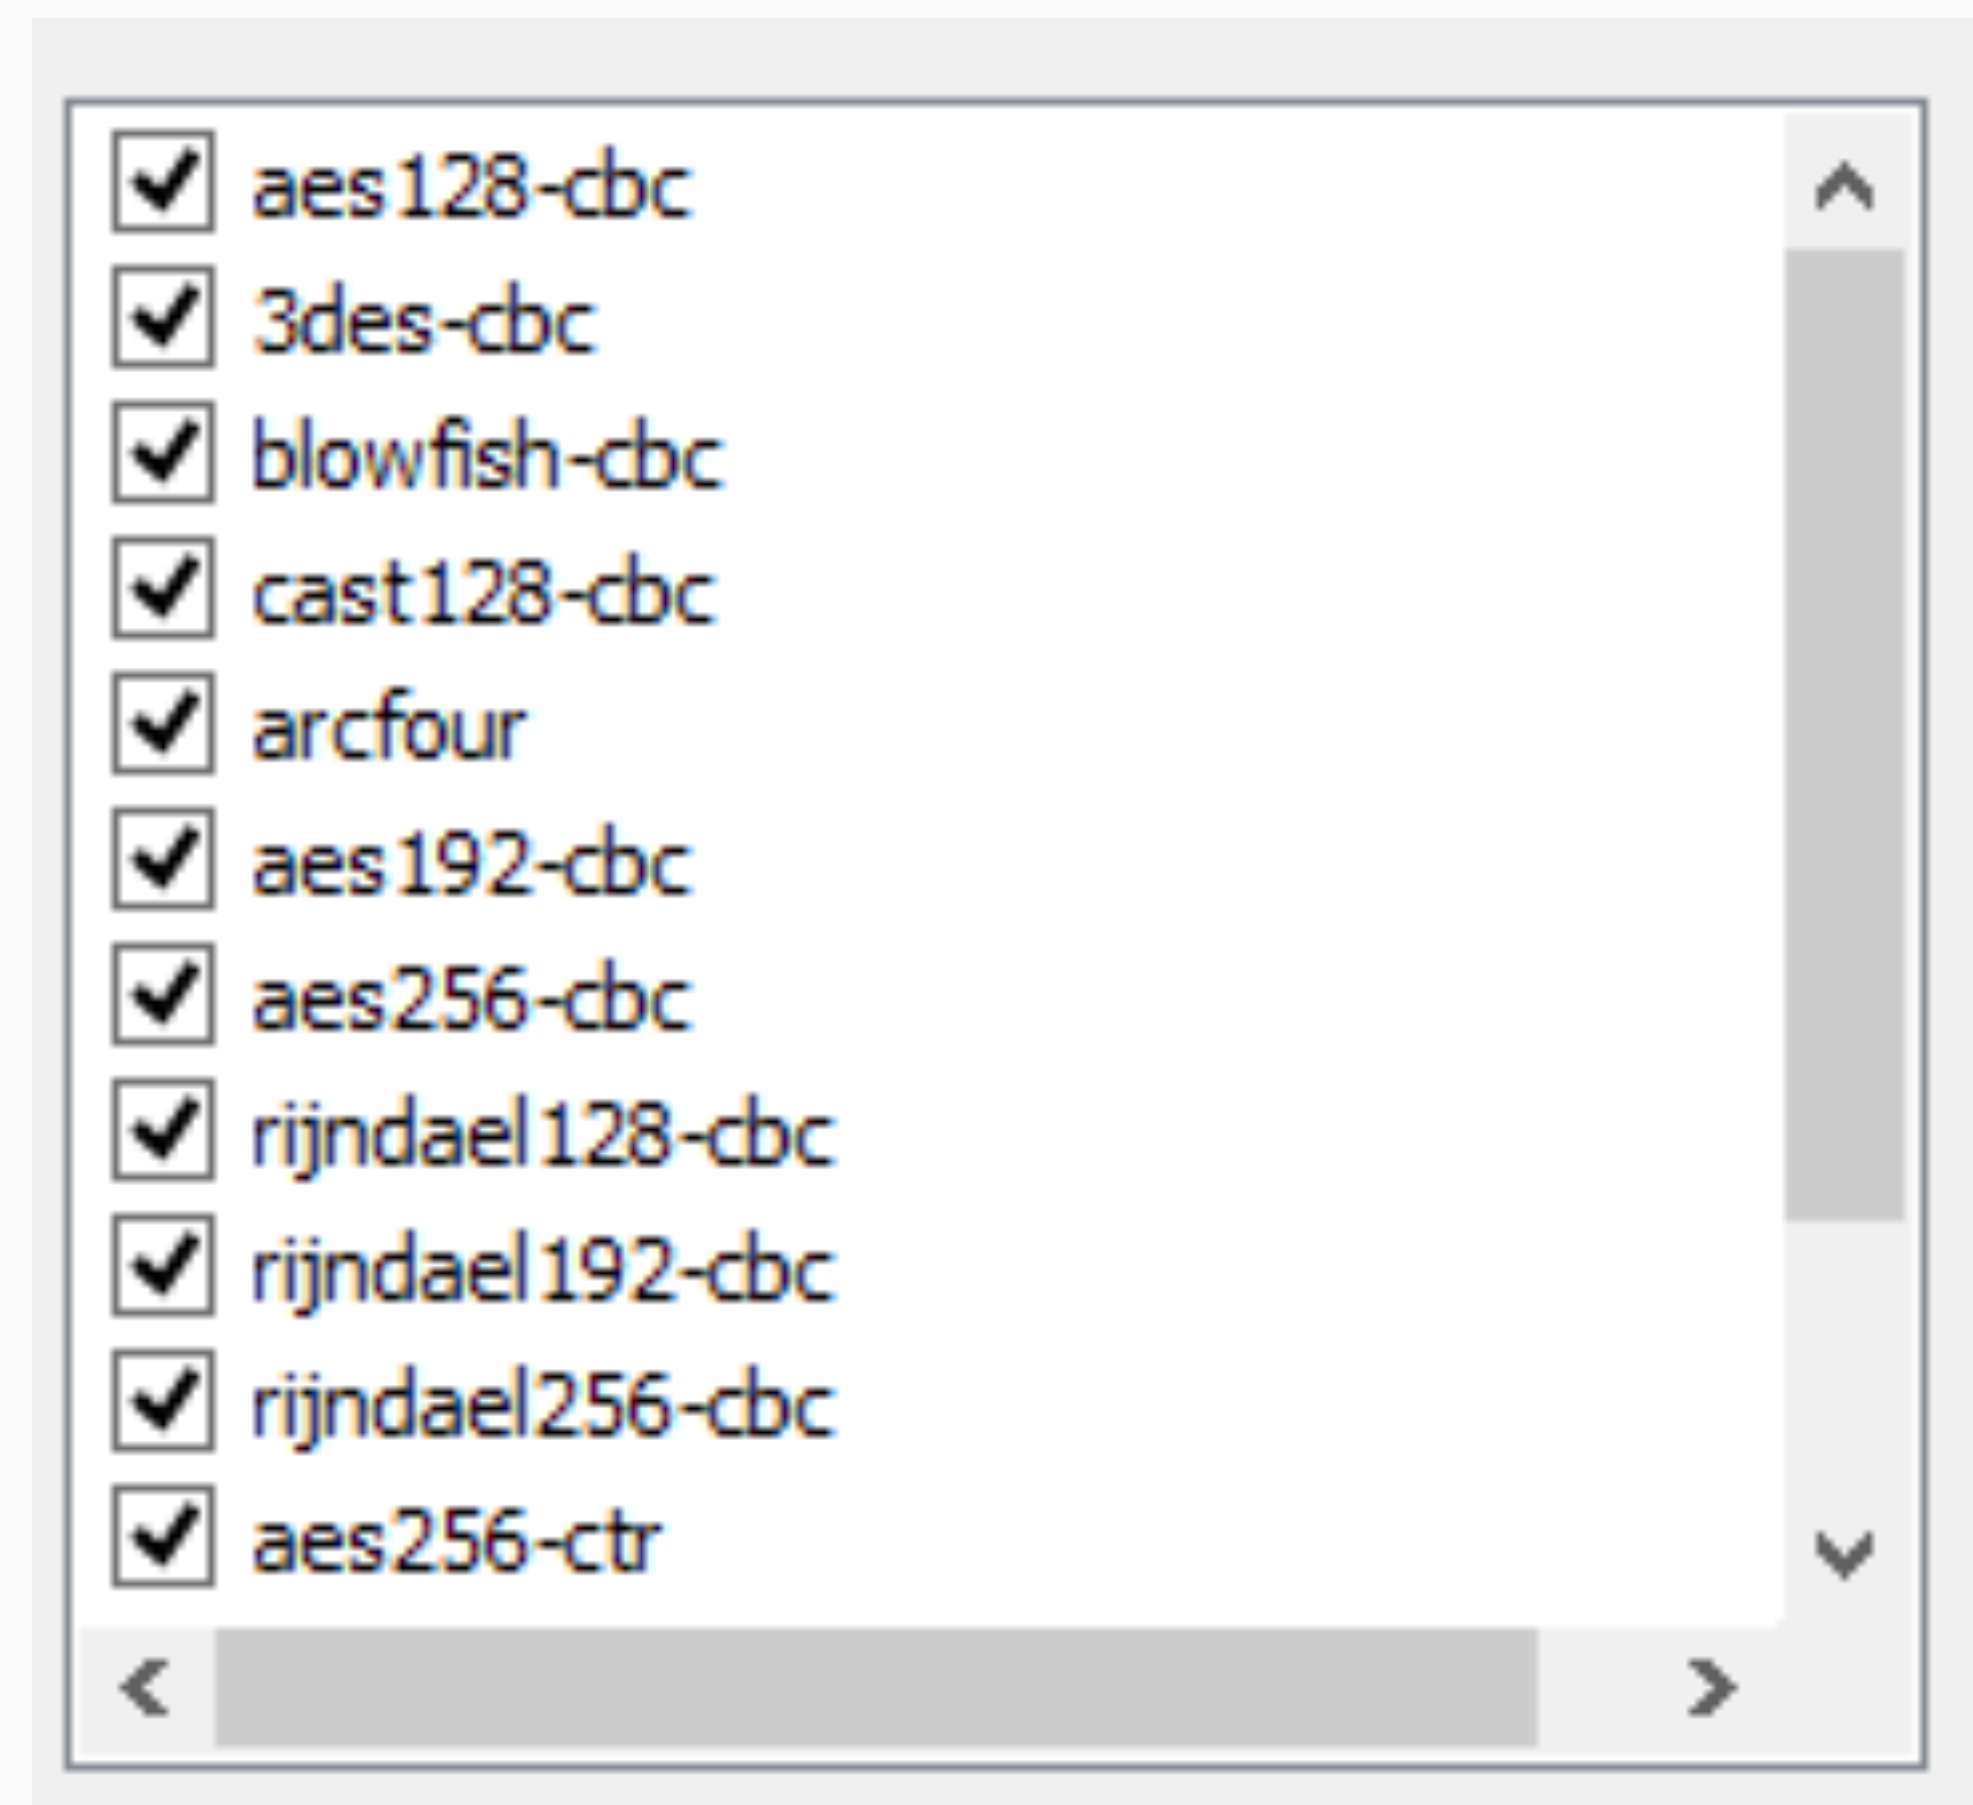 aes128-cbc
3des-cbc
blowfish-cbc
cast128-cbc
arcfour
aes192-cbc
aes256-cbc
rijndael128-cbc
rijndael192-cbc
rijndael256-cbc
aes256-ctr